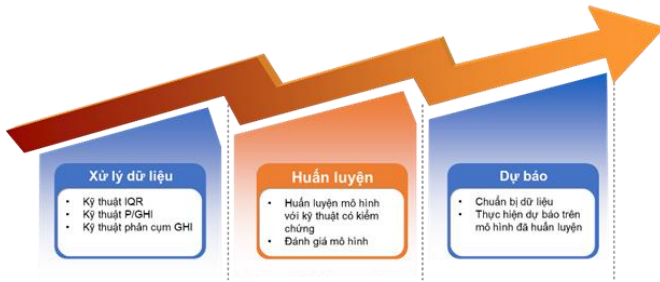 Xử lý dữ liệu
• Kỹ thuật IQR
• Kỹ thuật P/GHI
• Kỹ thuật phân cụm GHI
Huấn luyện
• Huấn luyện mô hình
với kỹ thuật có kiểm
chứng
• Đánh giá mô hình
Dự báo
• Chuẩn bị dữ liệu
• Thực hiện dự báo trên
mô hình đã huấn luyện